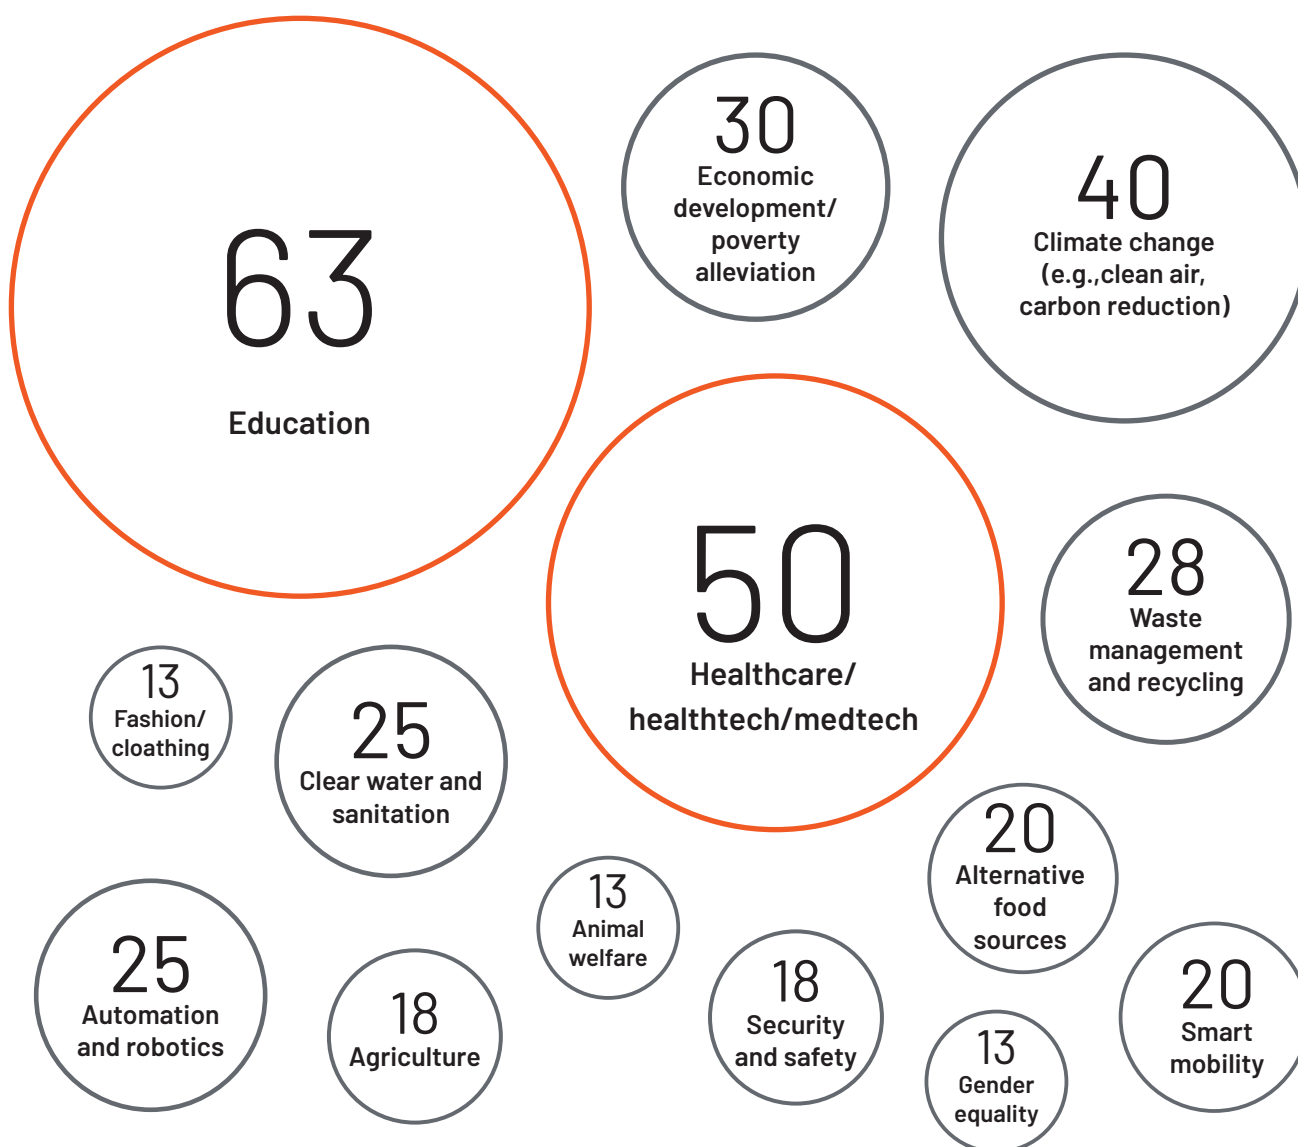 63
Education
30
Economic
development/
poverty
alleviation
40
Climate change
(e.g.,clean air,
carbon reduction)
50
Healthcare/
healthtech/medtech
28
Waste
management
and recycling
13
Fashion/
cloathing
25
Clear water and
sanitation
20
Alternative
food
sources
13
Animal
welfare
25
Automation
and robotics
18
Agriculture
18
Security
and safety
13
Gender
equality
20
Smart
mobility